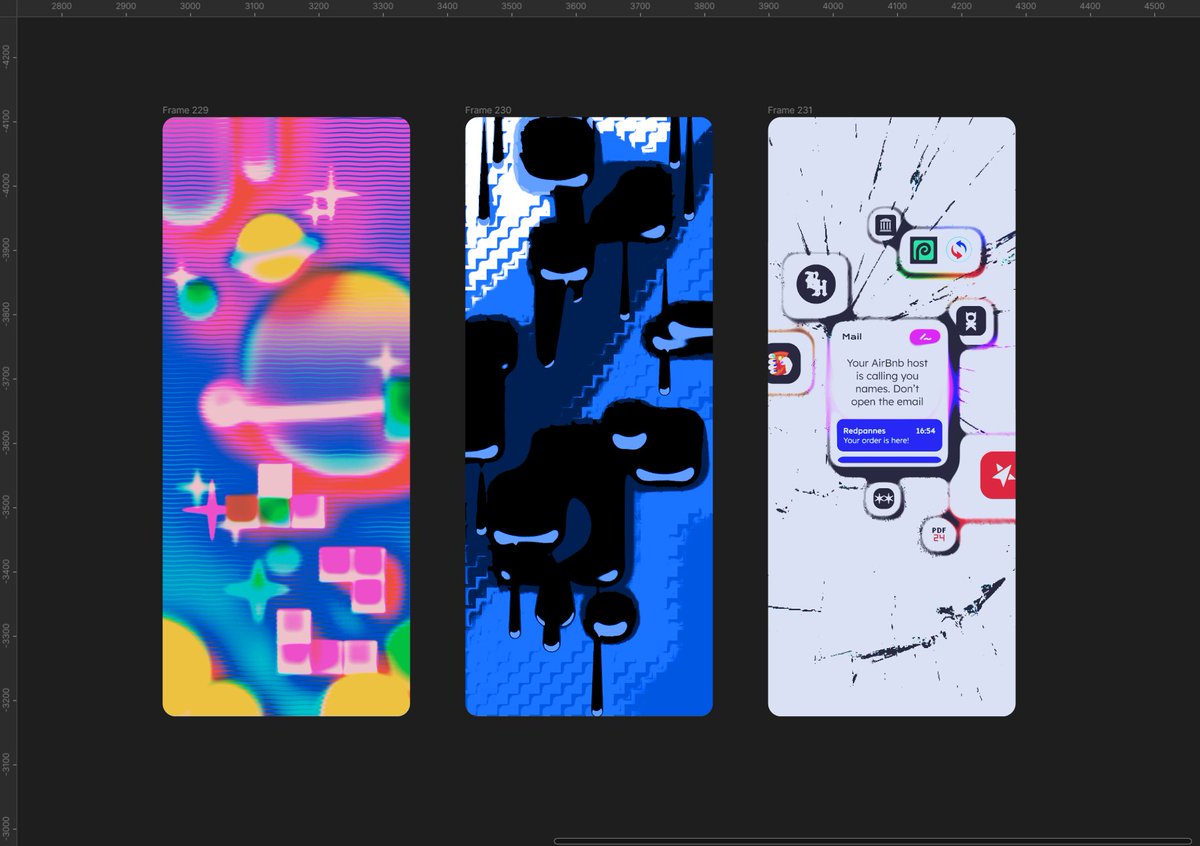 2800 2900 3000 3100 3200 3300 3400 3500 3600 3700 3800 3900 4000 4100 4200 4300 4400 4500
-4200
-4100
-4000
-3900
-3800
-3700
-3600
-3500
-3400
-3300
-3200
-3100
-3000
Frame 229
Frame 230
Frame 231
Mail
Your AirBnb host
is calling you
names. Don't
open the email
Redpannes 16:54
Your order is here!
PDF
24